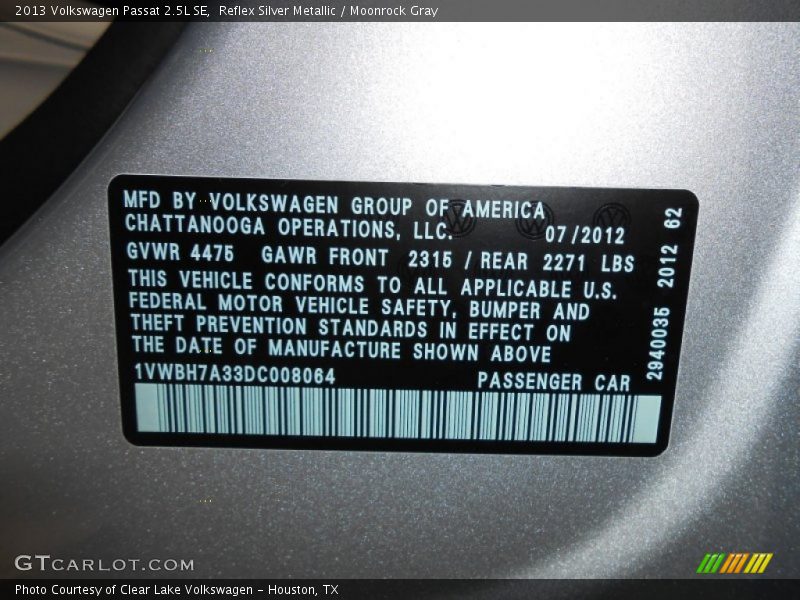 2013 Volkswagen Passat 2.5L SE,  Reflex Silver Metallic / Moonrock Gray
MFD BY VOLKSWAGEN GROUP OF AMERICA
CHATTANOOGA OPERATIONS, LLC. 07/2012
GVWR 4475 GAWR FRONT 2315 / REAR 2271 LBS
THIS VEHICLE CONFORMS TO ALL APPLICABLE U.S.
FEDERAL MOTOR VEHICLE SAFETY, BUMPER AND
THEFT PREVENTION STANDARDS IN EFFECT ON
THE DATE OF MANUFACTURE SHOWN ABOVE
1VWBH7A33DC008064 PASSENGER CAR
2940035 2012 62
GTCARLOT.COM
Photo Courtesy of Clear Lake Volkswagen – Houston, TX